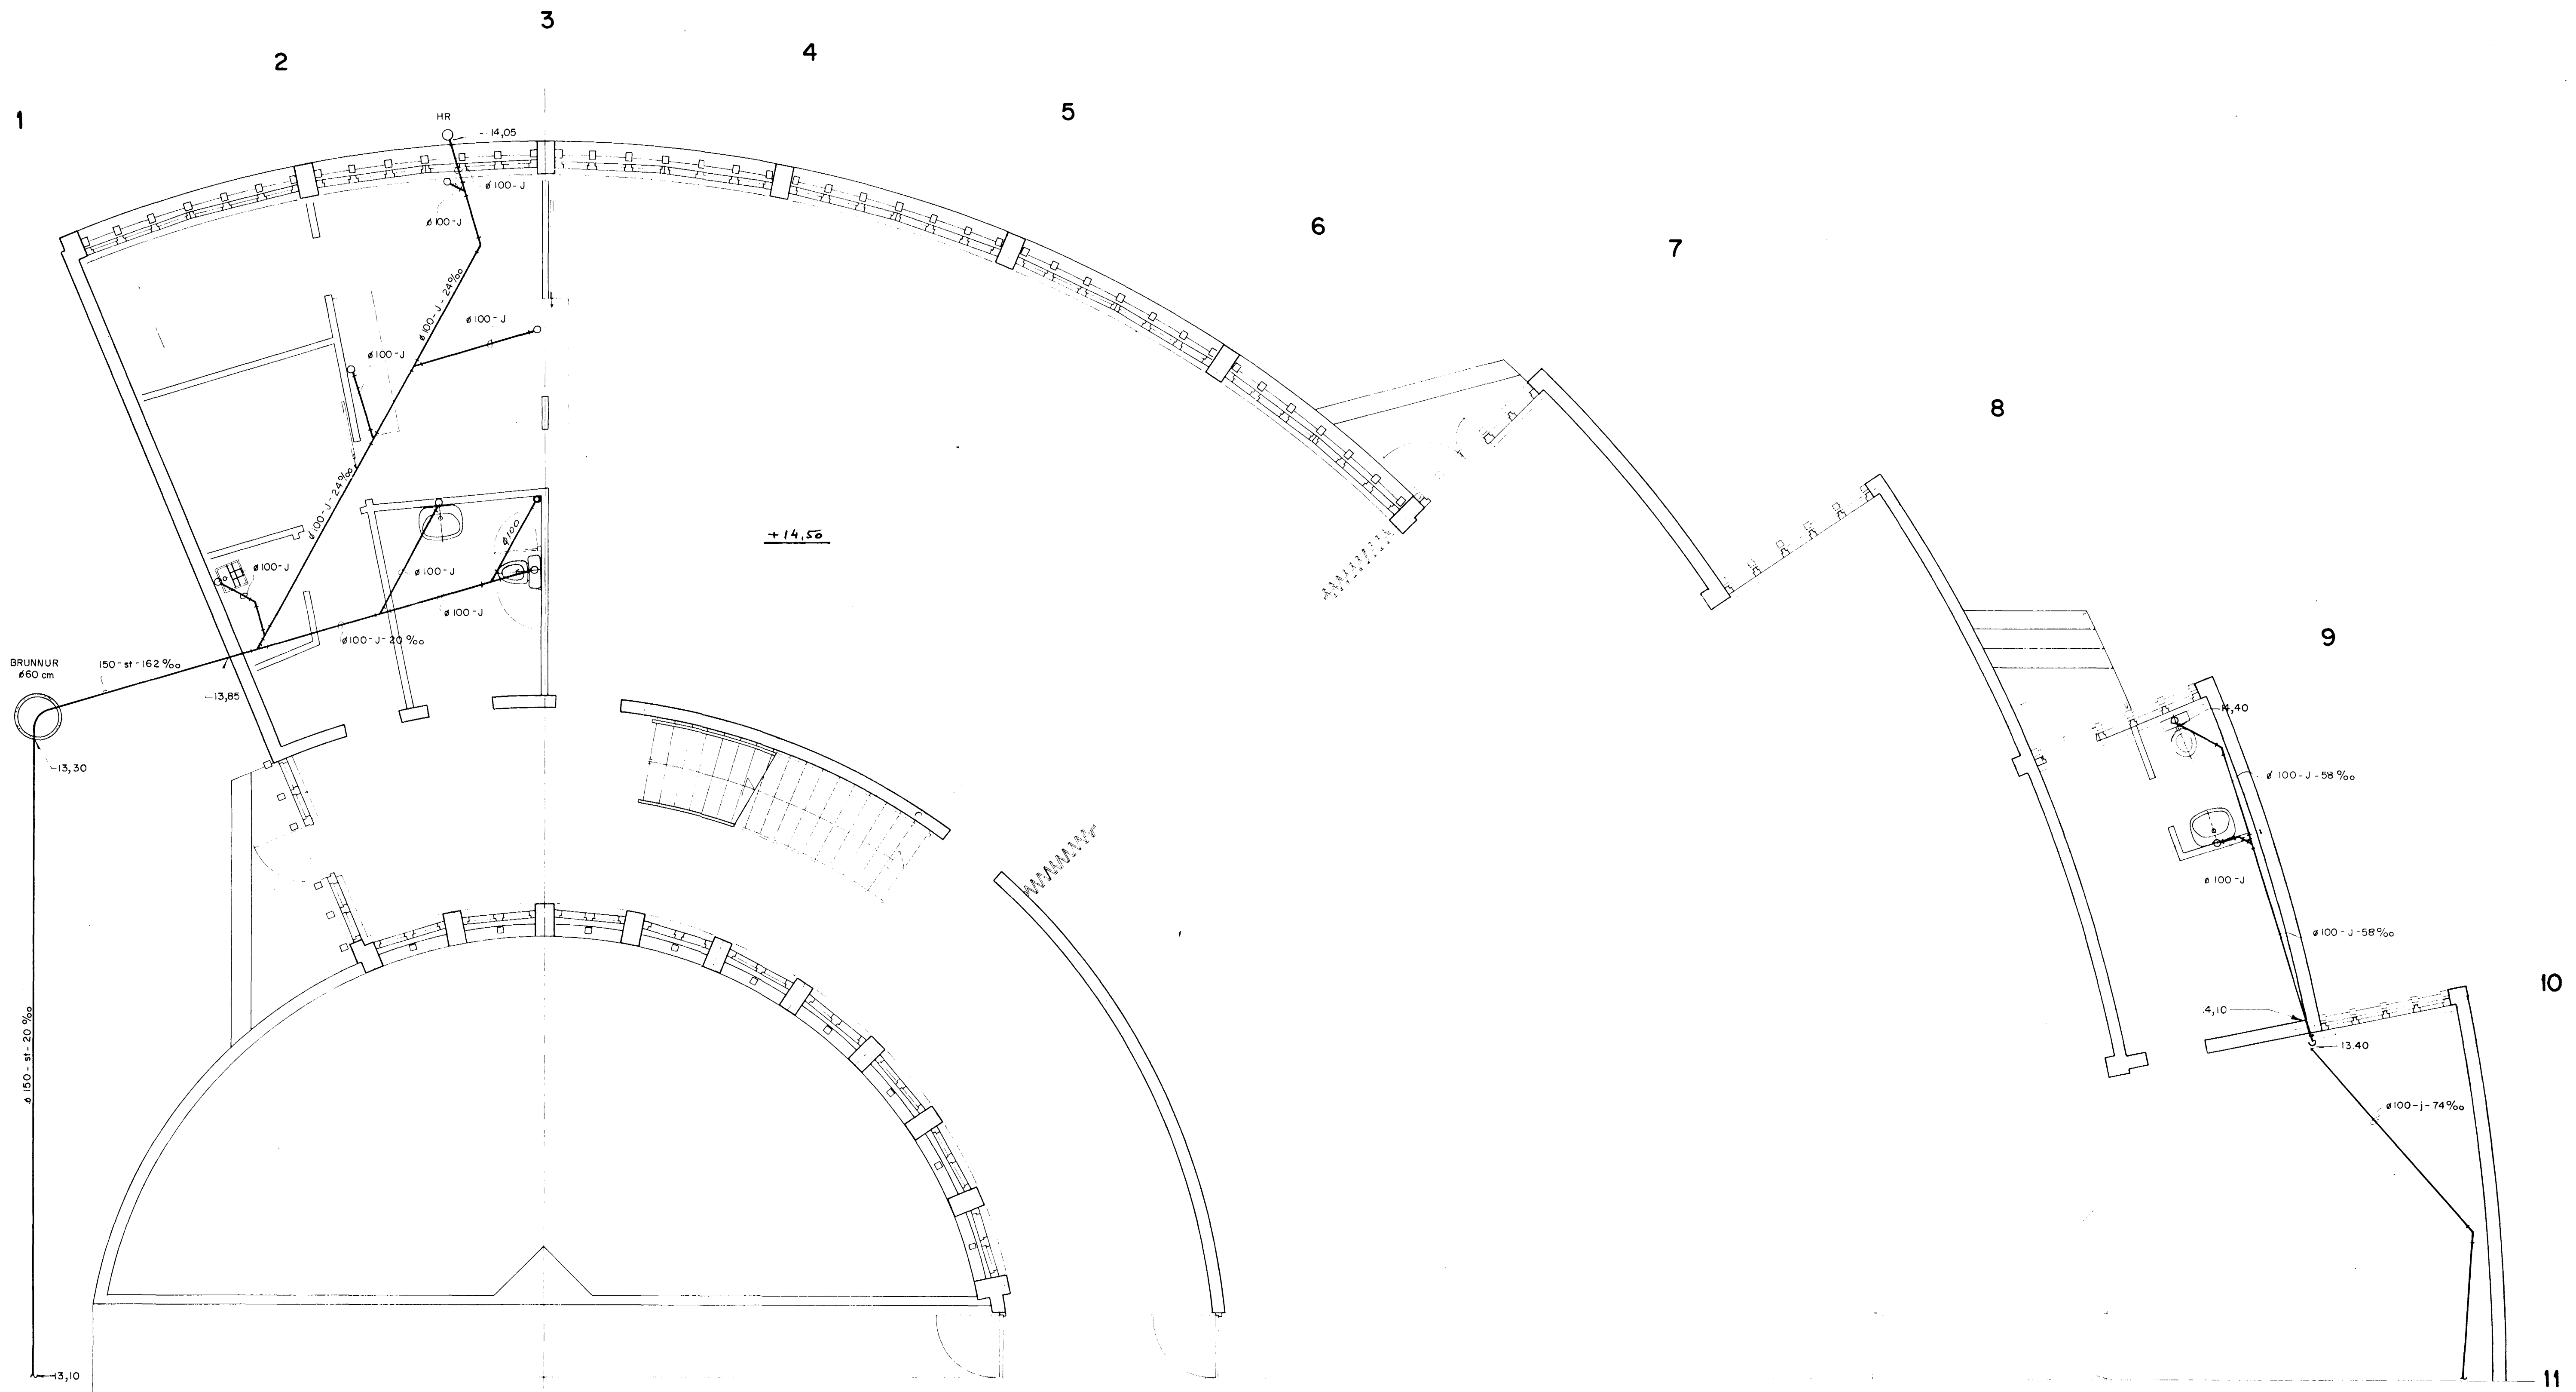 3
2
4
5
1
HR
14,05
ø100-J
ø100-J
6
7
ø100-J-24‰
ø100-J
ø100-J
8
ø100-J-24‰
ø100
+14,50
ø100-J
ø100-J
ø100-J
ø100-J-20‰
9
BRUNNUR
ø60 cm
150-st-162‰
13,85
13,30
14,40
ø100-J-58‰
ø100-J
ø100-J-58‰
10
4,10
13.40
ø150-st-20‰
ø100-j-74‰
13,10
11